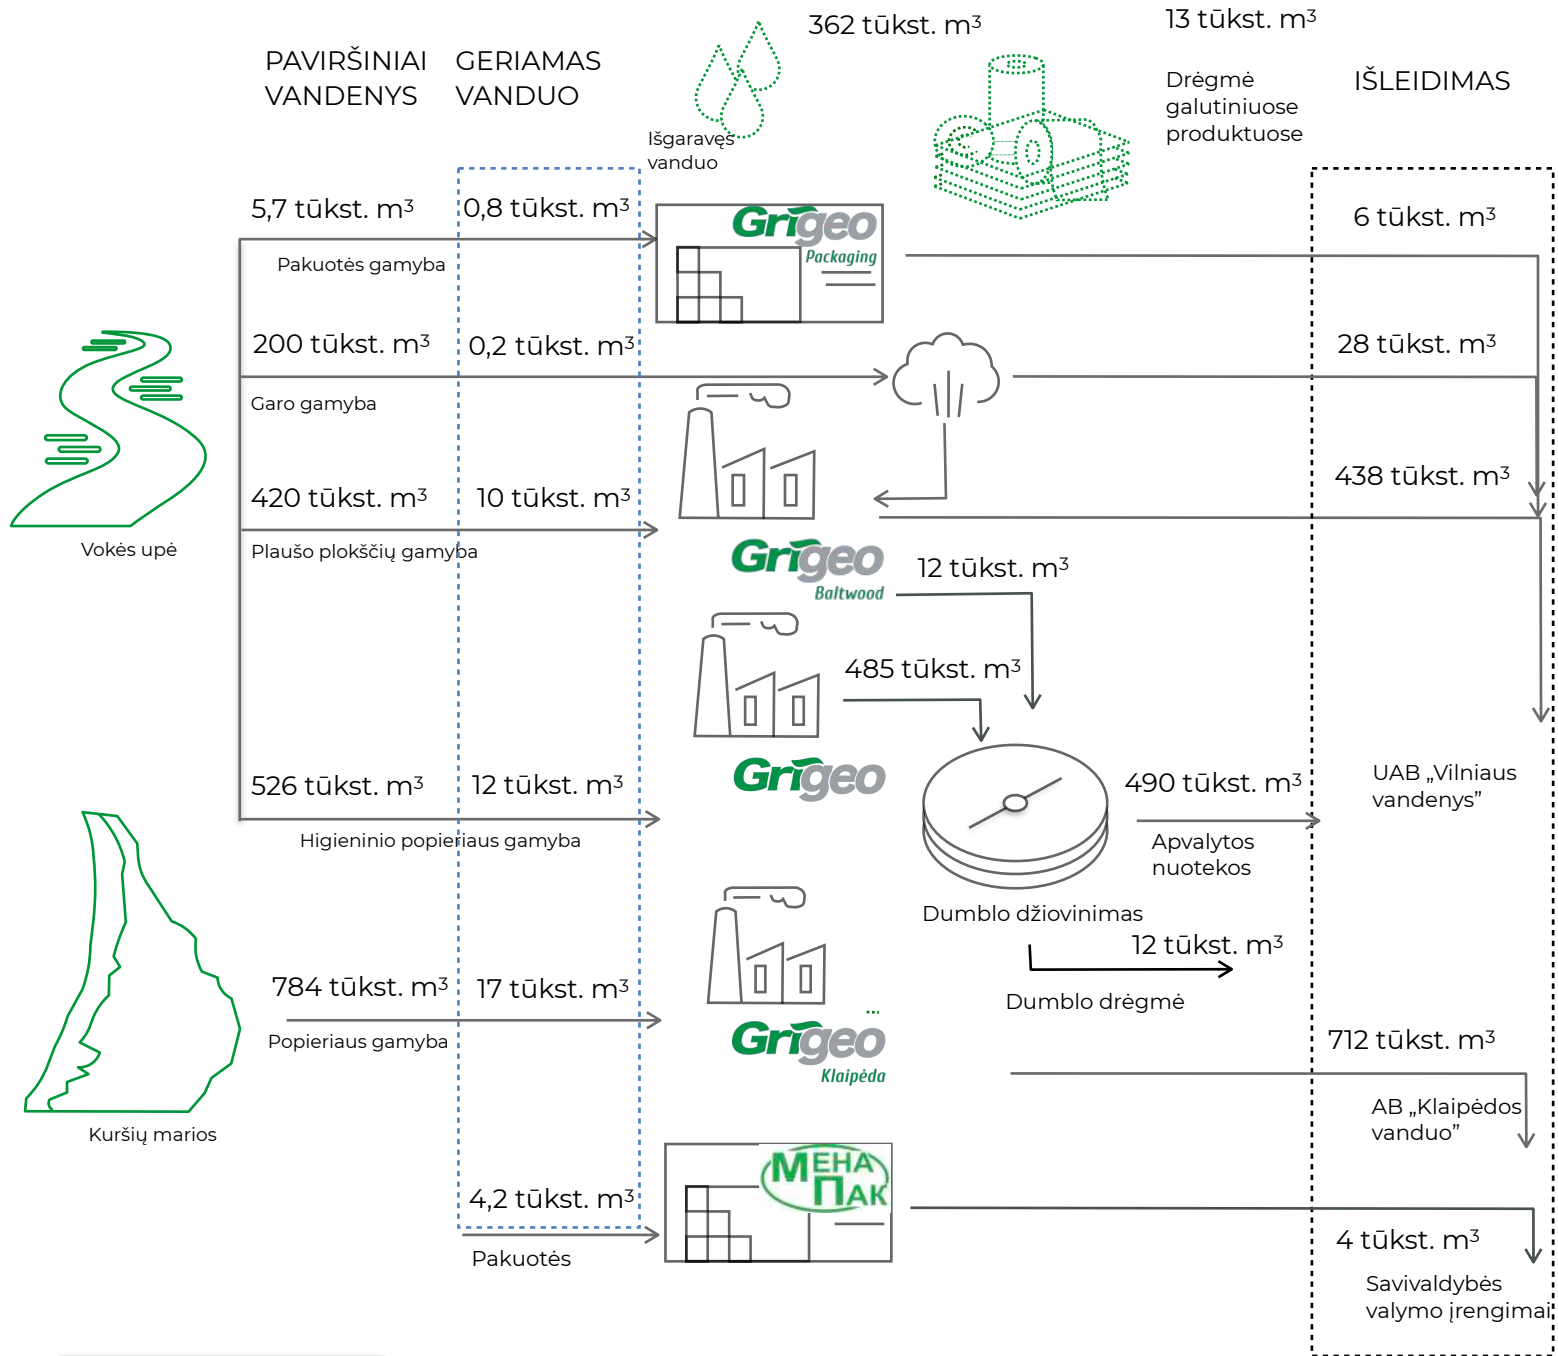 362 tūkst. m³
13 tūkst. m³
PAVIRŠINIAI
VANDENYS
GERIAMAS
VANDUO
Išgaravęs
vanduo
Drėgmė
galutiniuose
produktuose
IŠLEIDIMAS
5,7 tūkst. m³
0,8 tūkst. m³
Pakuotės gamyba
Grigeo
Packaging
6 tūkst. m³
200 tūkst. m³
0,2 tūkst. m³
Garo gamyba
28 tūkst. m³
420 tūkst. m³
10 tūkst. m³
Plaušo plokščių gamyba
438 tūkst. m³
Vokės upė
Grigeo
Baltwood
12 tūkst. m³
485 tūkst. m³
Grigeo
526 tūkst. m³
12 tūkst. m³
Higieninio popieriaus gamyba
490 tūkst. m³
Apvalytos
nuotekos
UAB „Vilniaus
vandenys”
Dumblo džiovinimas
12 tūkst. m³
Dumblo drėgmė
784 tūkst. m³
17 tūkst. m³
Popieriaus gamyba
Grigeo
Klaipėda
712 tūkst. m³
AB „Klaipėdos
vanduo”
Kuršių marios
4,2 tūkst. m³
Pakuotės
МЕНА
ПАК
4 tūkst. m³
Savivaldybės
valymo įrengimai